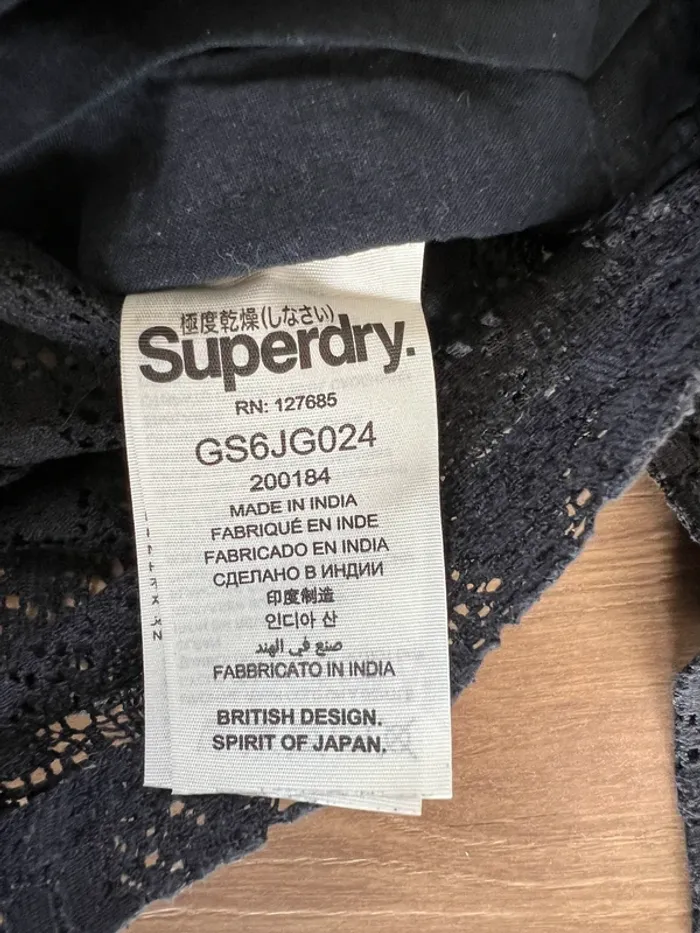 極度乾燥(しなさい)
Superdry.
RN: 127685
GS6JG024
200184
MADE IN INDIA
FABRIQUÉ EN INDE
FABRICADO EN INDIA
СДЕЛАНО В ИНДИИ
印度制造
인디아 산
صنع في الهند
FABBRICATO IN INDIA
BRITISH DESIGN.
SPIRIT OF JAPAN.